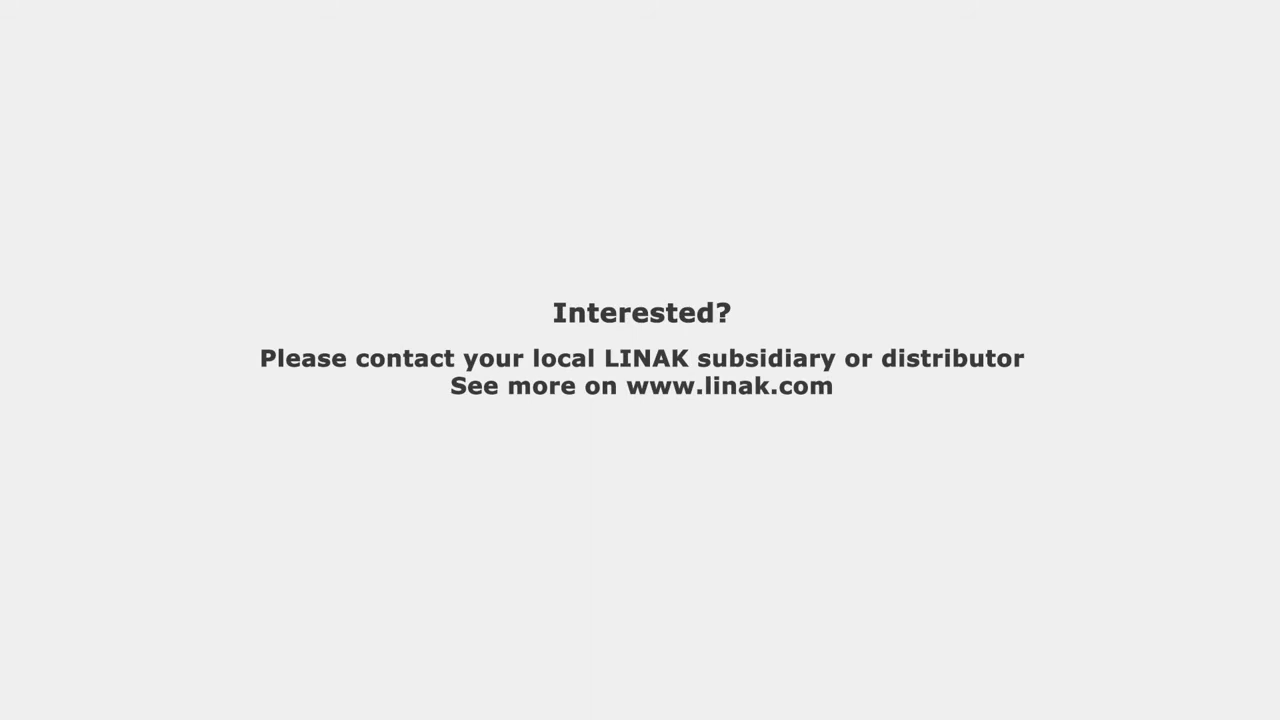 Interested?
Please contact your local LINAK subsidiary or distributor
See more on www.linak.com